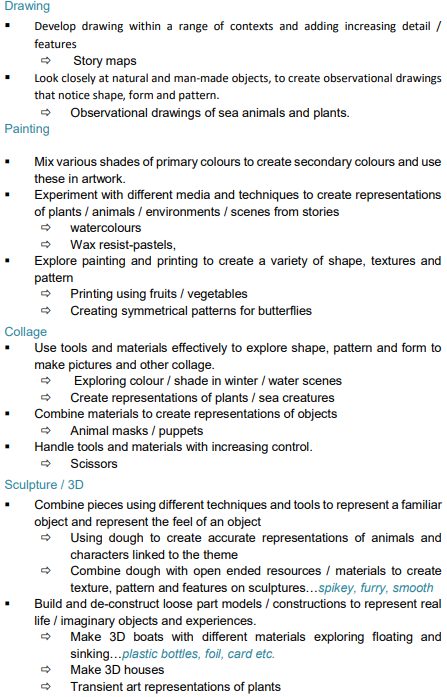 Drawing
▪ Develop drawing within a range of contexts and adding increasing detail /
features
⇨ Story maps
▪ Look closely at natural and man-made objects, to create observational drawings
that notice shape, form and pattern.
⇨ Observational drawings of sea animals and plants.
Painting
▪ Mix various shades of primary colours to create secondary colours and use
these in artwork.
▪ Experiment with different media and techniques to create representations
of plants / animals / environments / scenes from stories
⇨ watercolours
⇨ Wax resist-pastels,
▪ Explore painting and printing to create a variety of shape, textures and
pattern
⇨ Printing using fruits / vegetables
⇨ Creating symmetrical patterns for butterflies
Collage
▪ Use tools and materials effectively to explore shape, pattern and form to
make pictures and other collage.
⇨ Exploring colour / shade in winter / water scenes
⇨ Create representations of plants / sea creatures
▪ Combine materials to create representations of objects
⇨ Animal masks / puppets
▪ Handle tools and materials with increasing control.
⇨ Scissors
Sculpture / 3D
▪ Combine pieces using different techniques and tools to represent a familiar
object and represent the feel of an object
⇨ Using dough to create accurate representations of animals and
characters linked to the theme
⇨ Combine dough with open ended resources / materials to create
texture, pattern and features on sculptures…spikey, furry, smooth
▪ Build and de-construct loose part models / constructions to represent real
life / imaginary objects and experiences.
⇨ Make 3D boats with different materials exploring floating and
sinking…plastic bottles, foil, card etc.
⇨ Make 3D houses
⇨ Transient art representations of plants